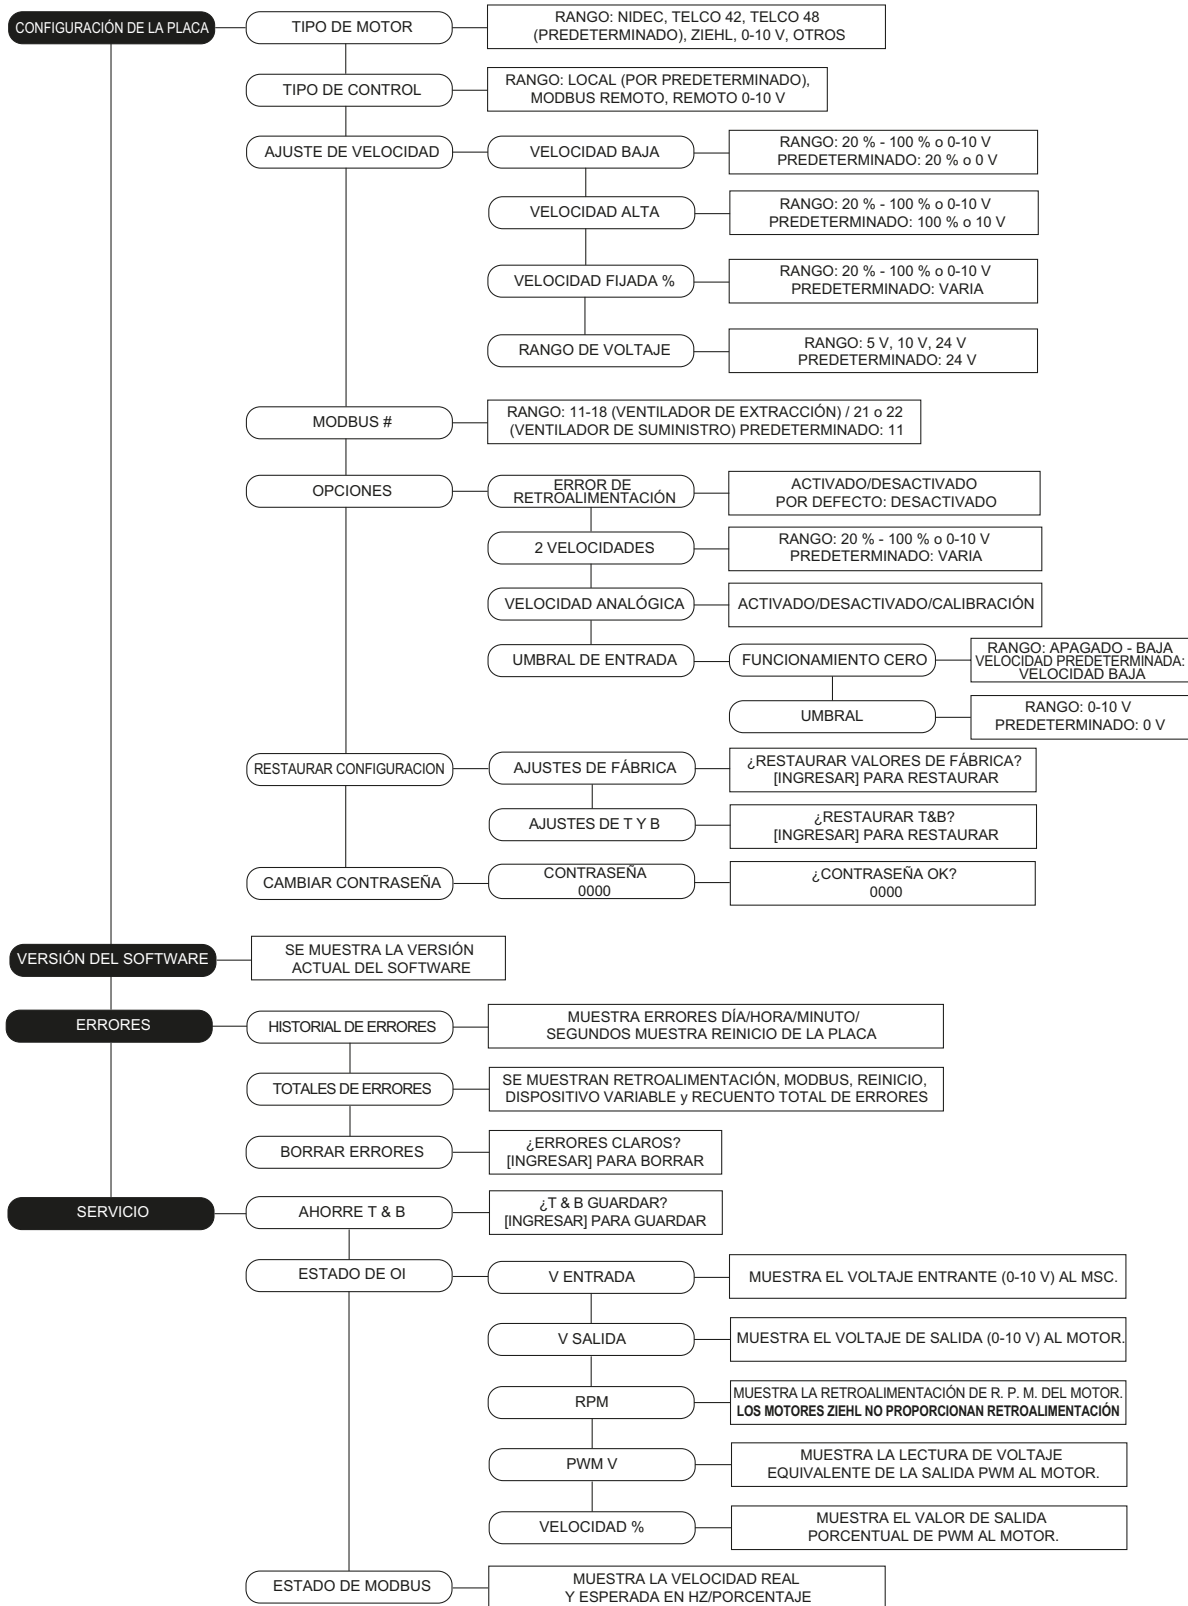 CONFIGURACIÓN DE LA PLACA
TIPO DE MOTOR
RANGO: NIDEC, TELCO 42, TELCO 48
(PREDETERMINADO), ZIEHL, 0-10 V, OTROS
TIPO DE CONTROL
RANGO: LOCAL (POR PREDETERMINADO),
MODBUS REMOTO, REMOTO 0-10 V
AJUSTE DE VELOCIDAD
VELOCIDAD BAJA
RANGO: 20 % - 100 % o 0-10 V
PREDETERMINADO: 20 % o 0 V
VELOCIDAD ALTA
RANGO: 20 % - 100 % o 0-10 V
PREDETERMINADO: 100 % o 10 V
VELOCIDAD FIJADA %
RANGO: 20 % - 100 % o 0-10 V
PREDETERMINADO: VARIA
RANGO DE VOLTAJE
RANGO: 5 V, 10 V, 24 V
PREDETERMINADO: 24 V
MODBUS #
RANGO: 11-18 (VENTILADOR DE EXTRACCIÓN) / 21 o 22
(VENTILADOR DE SUMINISTRO) PREDETERMINADO: 11
OPCIONES
ERROR DE
RETROALIMENTACIÓN
ACTIVADO/DESACTIVADO
POR DEFECTO: DESACTIVADO
2 VELOCIDADES
RANGO: 20 % - 100 % o 0-10 V
PREDETERMINADO: VARIA
VELOCIDAD ANALÓGICA
ACTIVADO/DESACTIVADO/CALIBRACIÓN
UMBRAL DE ENTRADA
FUNCIONAMIENTO CERO
RANGO: APAGADO - BAJA
VELOCIDAD PREDETERMINADA:
VELOCIDAD BAJA
UMBRAL
RANGO: 0-10 V
PREDETERMINADO: 0 V
RESTAURAR CONFIGURACION
AJUSTES DE FÁBRICA
¿RESTAURAR VALORES DE FÁBRICA?
[INGRESAR] PARA RESTAURAR
AJUSTES DE T Y B
¿RESTAURAR T&B?
[INGRESAR] PARA RESTAURAR
CAMBIAR CONTRASEÑA
CONTRASEÑA
0000
¿CONTRASEÑA OK?
0000
VERSIÓN DEL SOFTWARE
SE MUESTRA LA VERSIÓN
ACTUAL DEL SOFTWARE
ERRORES
HISTORIAL DE ERRORES
MUESTRA ERRORES DÍA/HORA/MINUTO/
SEGUNDOS MUESTRA REINICIO DE LA PLACA
TOTALES DE ERRORES
SE MUESTRAN RETROALIMENTACIÓN, MODBUS, REINICIO,
DISPOSITIVO VARIABLE y RECUENTO TOTAL DE ERRORES
BORRAR ERRORES
¿ERRORES CLAROS?
[INGRESAR] PARA BORRAR
SERVICIO
AHORRE T & B
¿T & B GUARDAR?
[INGRESAR] PARA GUARDAR
ESTADO DE OI
V ENTRADA
MUESTRA EL VOLTAJE ENTRANTE (0-10 V) AL MSC.
V SALIDA
MUESTRA EL VOLTAJE DE SALIDA (0-10 V) AL MOTOR.
RPM
MUESTRA LA RETROALIMENTACIÓN DE R. P. M. DEL MOTOR.
LOS MOTORES ZIEHL NO PROPORCIONAN RETROALIMENTACIÓN
PWM V
MUESTRA LA LECTURA DE VOLTAJE
EQUIVALENTE DE LA SALIDA PWM AL MOTOR.
VELOCIDAD %
MUESTRA EL VALOR DE SALIDA
PORCENTUAL DE PWM AL MOTOR.
ESTADO DE MODBUS
MUESTRA LA VELOCIDAD REAL
Y ESPERADA EN HZ/PORCENTAJE